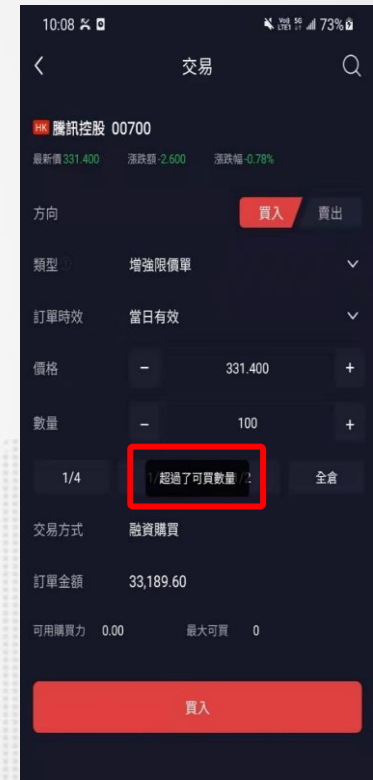 10:08
VoD 5G LTE1 73%
交易
HK 騰訊控股 00700
最新價 331.400 漲跌額 -2.600 漲跌幅 -0.78%
方向 買入 賣出
類型 增強限價單
訂單時效 當日有效
價格 − 331.400 +
數量 − 100 +
1/4 超過了可買數量 全倉
交易方式 融資購買
訂單金額 33,189.60
可用購買力 0.00 最大可買 0
買入